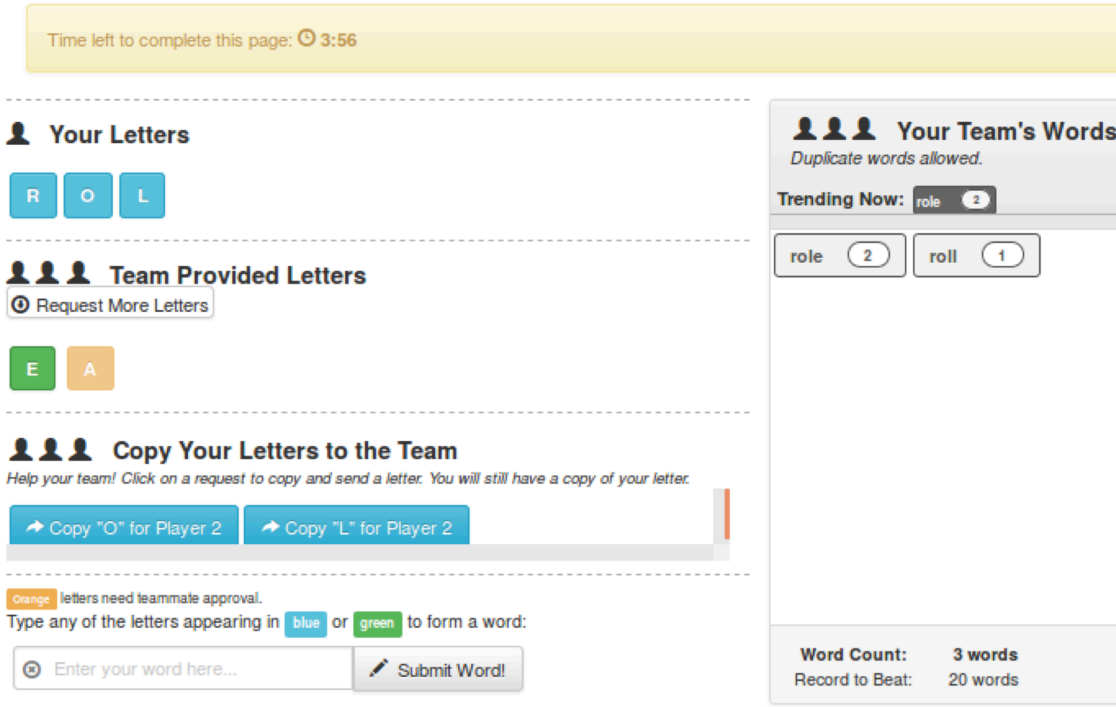 Time left to complete this page: 3:56
Your Letters
R O L
Team Provided Letters
Request More Letters
E A
Copy Your Letters to the Team
Help your team! Click on a request to copy and send a letter. You will still have a copy of your letter.
Copy "O" for Player 2 Copy "L" for Player 2
Orange letters need teammate approval.
Type any of the letters appearing in blue or green to form a word:
Enter your word here... Submit Word!
Your Team's Words
Duplicate words allowed.
Trending Now: role 2
role 2 roll 1
Word Count: 3 words
Record to Beat: 20 words